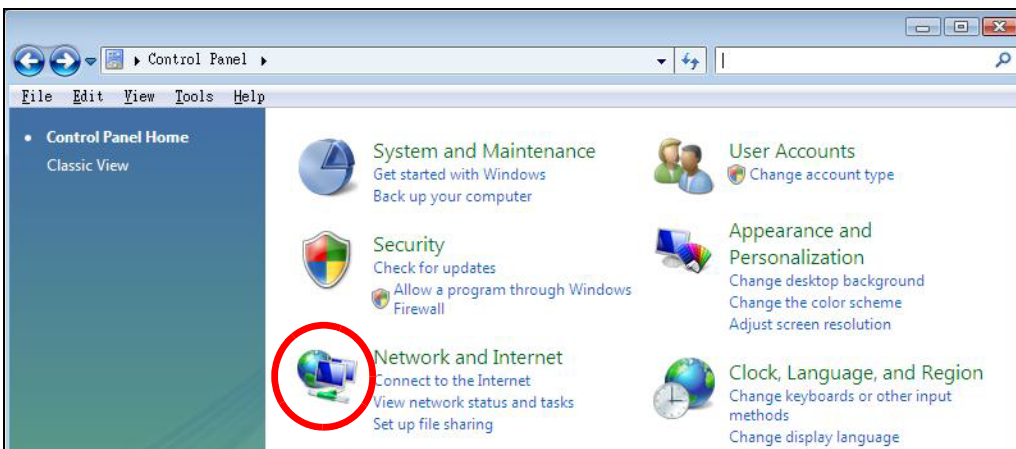 Control Panel
File Edit View Tools Help
Control Panel Home
Classic View
System and Maintenance
Get started with Windows
Back up your computer
Security
Check for updates
Allow a program through Windows
Firewall
Network and Internet
Connect to the Internet
View network status and tasks
Set up file sharing
User Accounts
Change account type
Appearance and
Personalization
Change desktop background
Change the color scheme
Adjust screen resolution
Clock, Language, and Region
Change keyboards or other input
methods
Change display language